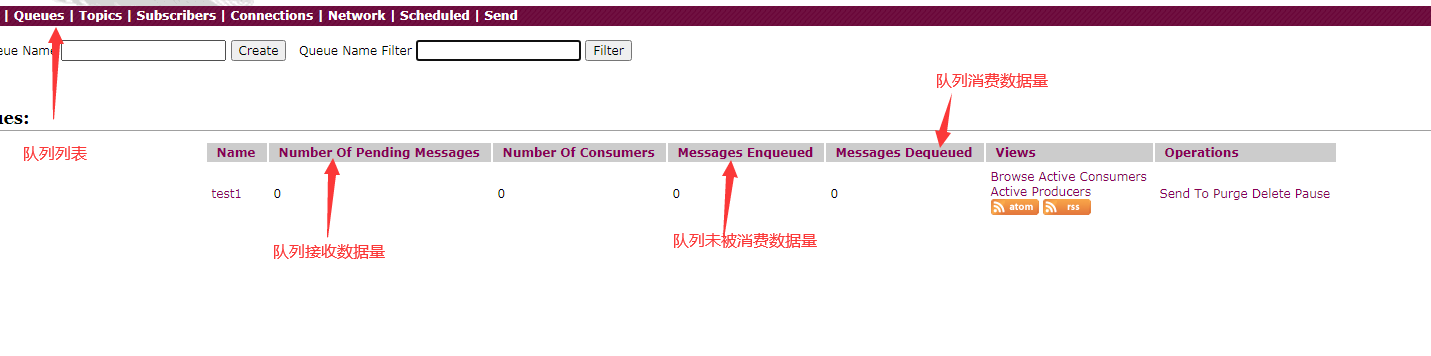 | Queues | Topics | Subscribers | Connections | Network | Scheduled | Send
eue Name Create Queue Name Filter Filter
队列消费数据量
ues:
队列列表
Name Number Of Pending Messages Number Of Consumers Messages Enqueued Messages Dequeued Views Operations
test1 0 0 0 0 Browse Active Consumers
Active Producers
atom rss
Send To Purge Delete Pause
队列接收数据量
队列未被消费数据量